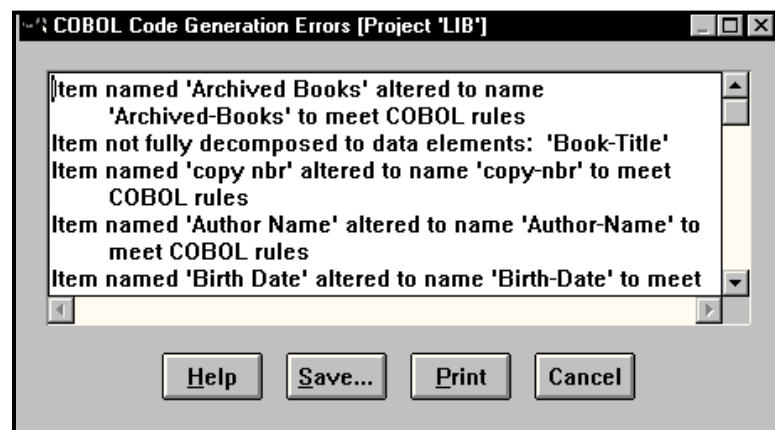 COBOL Code Generation Errors [Project 'LIB']
Item named 'Archived Books' altered to name
'Archived-Books' to meet COBOL rules
Item not fully decomposed to data elements: 'Book-Title'
Item named 'copy nbr' altered to name 'copy-nbr' to meet
COBOL rules
Item named 'Author Name' altered to name 'Author-Name' to
meet COBOL rules
Item named 'Birth Date' altered to name 'Birth-Date' to meet
Help Save... Print Cancel